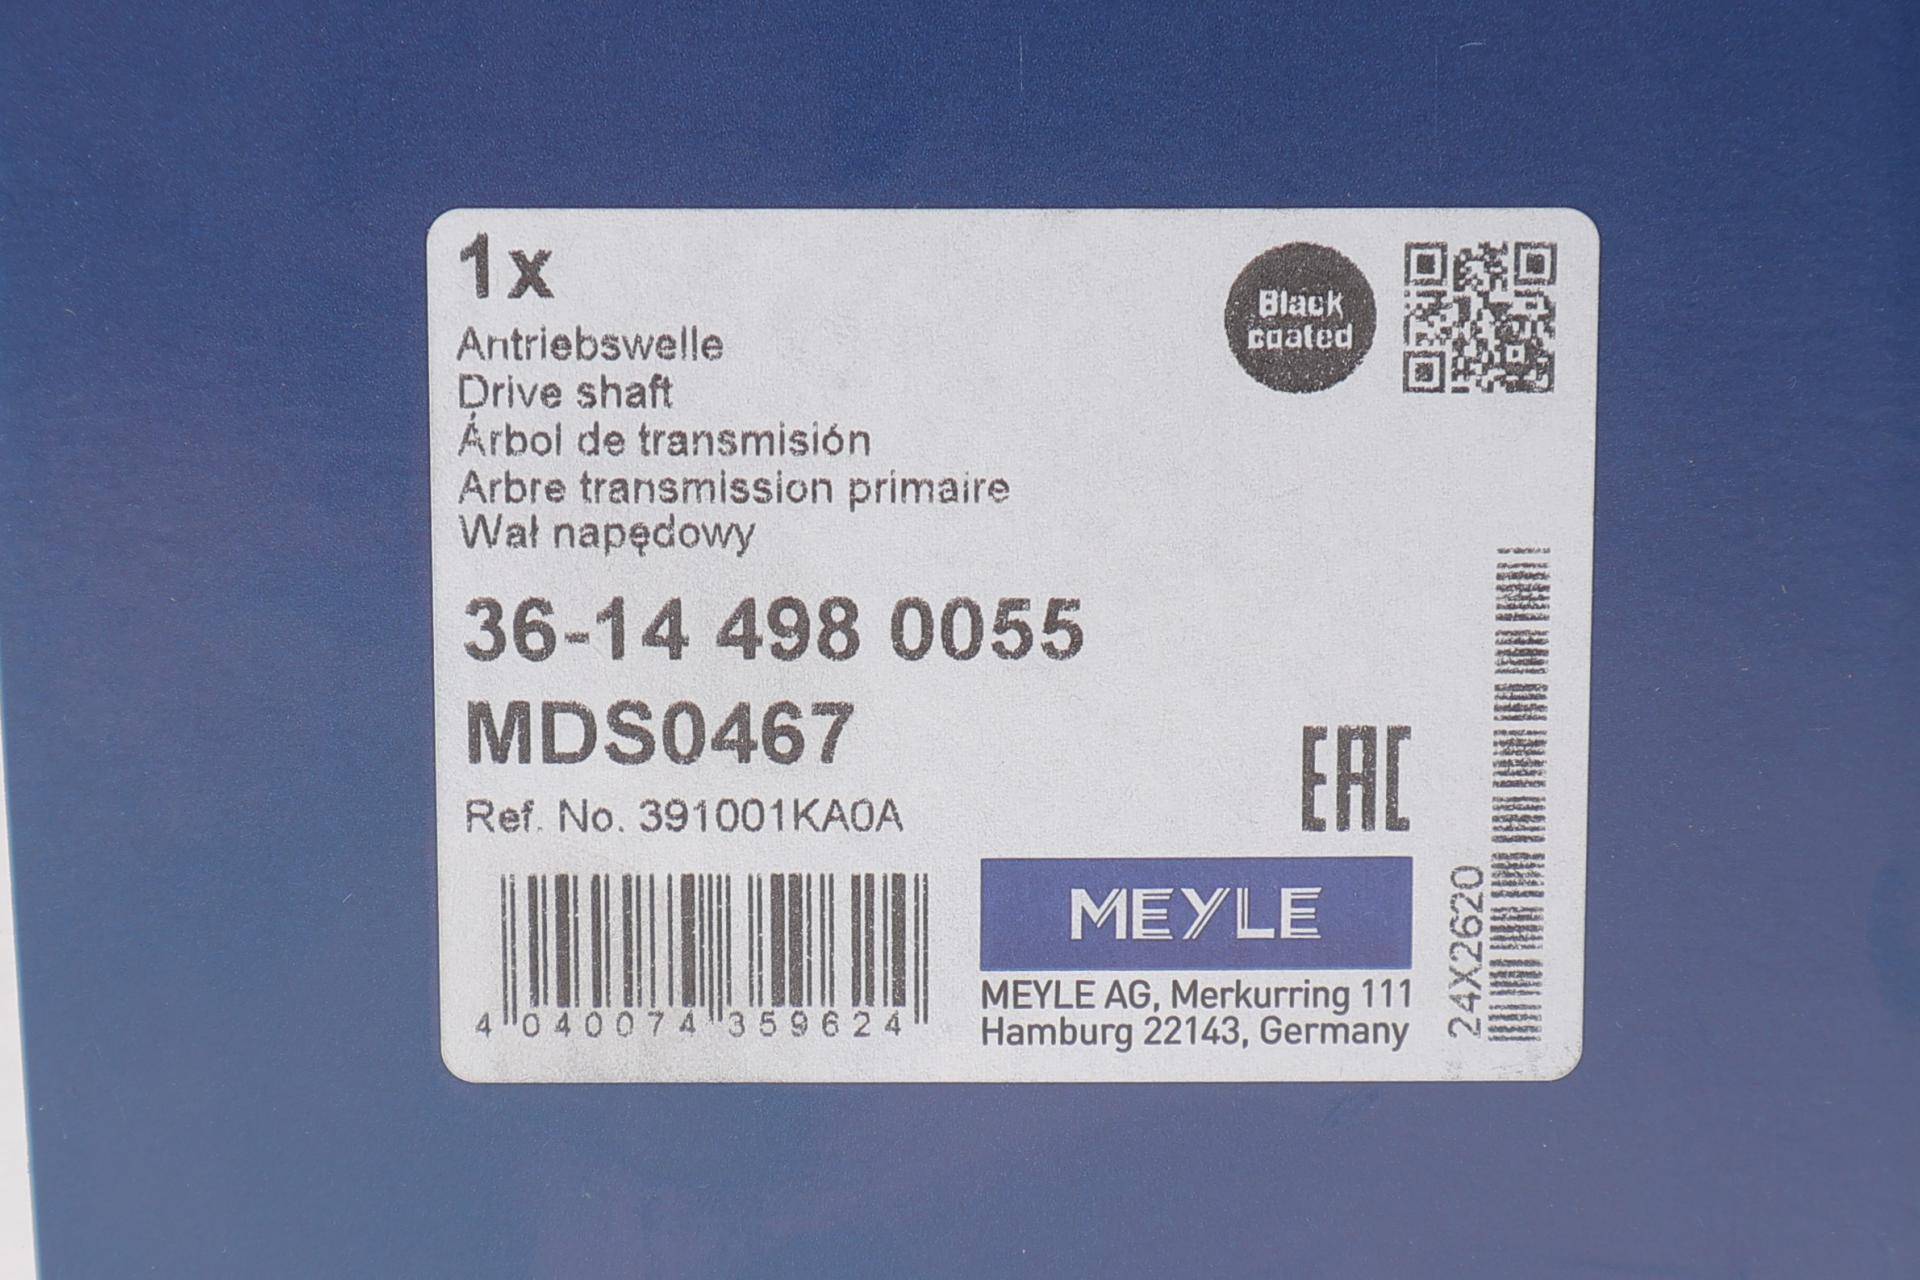 1x
Black
coated
Antriebswelle
Drive shaft
Árbol de transmisión
Arbre transmission primaire
Wał napędowy
36-14 498 0055
MDS0467
Ref. No. 391001KA0A
EAC
4 040074 359624
MEYLE
MEYLE AG, Merkurring 111
Hamburg 22143, Germany
24X2620